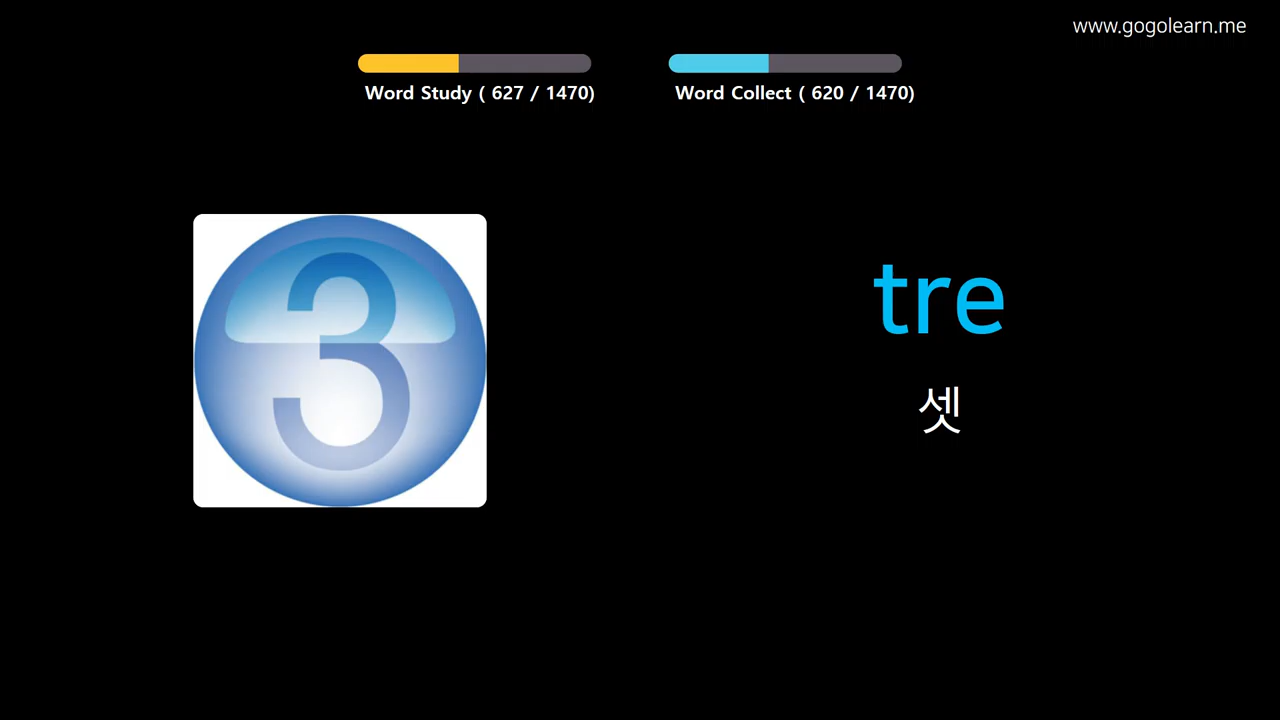 www.gogolearn.me
Word Study ( 627 / 1470)
Word Collect ( 620 / 1470)
3
tre
셋